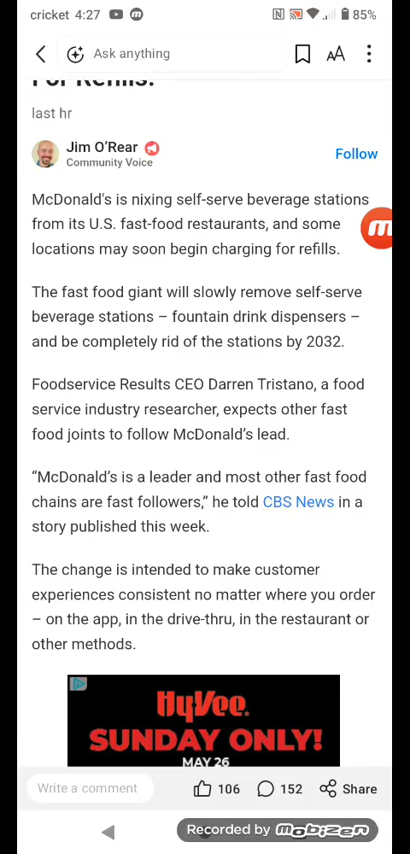 cricket 4:27 85%
Ask anything AA
For Refills!
last hr
Jim O'Rear
Community Voice
Follow
McDonald's is nixing self-serve beverage stations
from its U.S. fast-food restaurants, and some
locations may soon begin charging for refills.
The fast food giant will slowly remove self-serve
beverage stations – fountain drink dispensers –
and be completely rid of the stations by 2032.
Foodservice Results CEO Darren Tristano, a food
service industry researcher, expects other fast
food joints to follow McDonald's lead.
“McDonald's is a leader and most other fast food
chains are fast followers,” he told CBS News in a
story published this week.
The change is intended to make customer
experiences consistent no matter where you order
– on the app, in the drive-thru, in the restaurant or
other methods.
HyVee.
SUNDAY ONLY!
MAY 26
Write a comment 106 152 Share
Recorded by mobizen